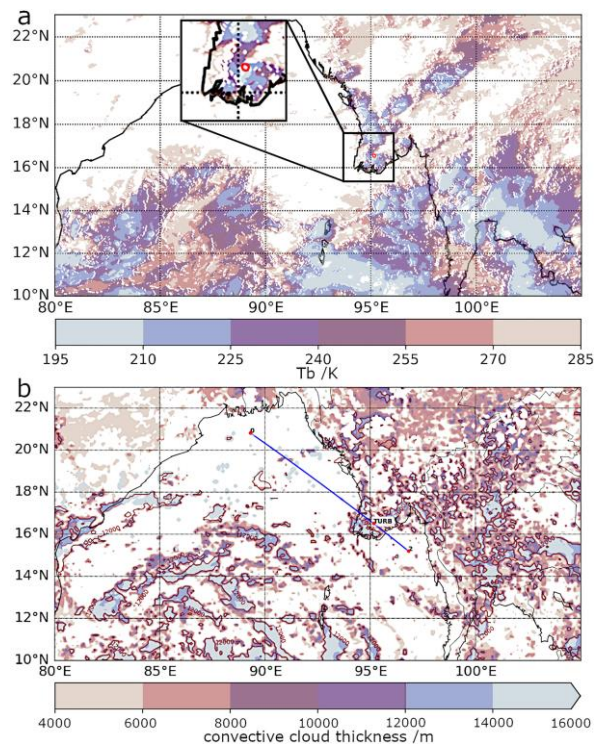 a
22°N
20°N
18°N
16°N
14°N
12°N
10°N
80°E 85°E 90°E 95°E 100°E
195 210 225 240 255 270 285
Tb /K
b
22°N
20°N
18°N
16°N
14°N
12°N
10°N
TURB
80°E 85°E 90°E 95°E 100°E
4000 6000 8000 10000 12000 14000 16000
convective cloud thickness /m